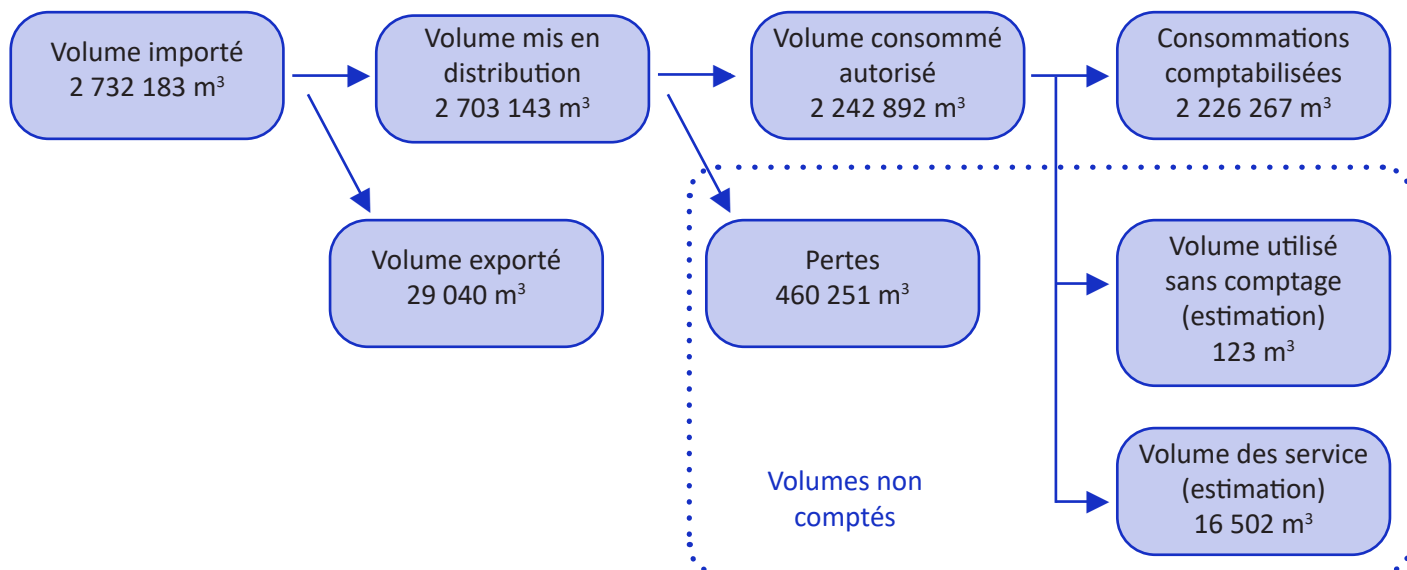 Volume importé
2 732 183 m³
Volume mis en
distribution
2 703 143 m³
Volume consommé
autorisé
2 242 892 m³
Consommations
comptabilisées
2 226 267 m³
Volume exporté
29 040 m³
Pertes
460 251 m³
Volume utilisé
sans comptage
(estimation)
123 m³
Volumes non
comptés
Volume des service
(estimation)
16 502 m³